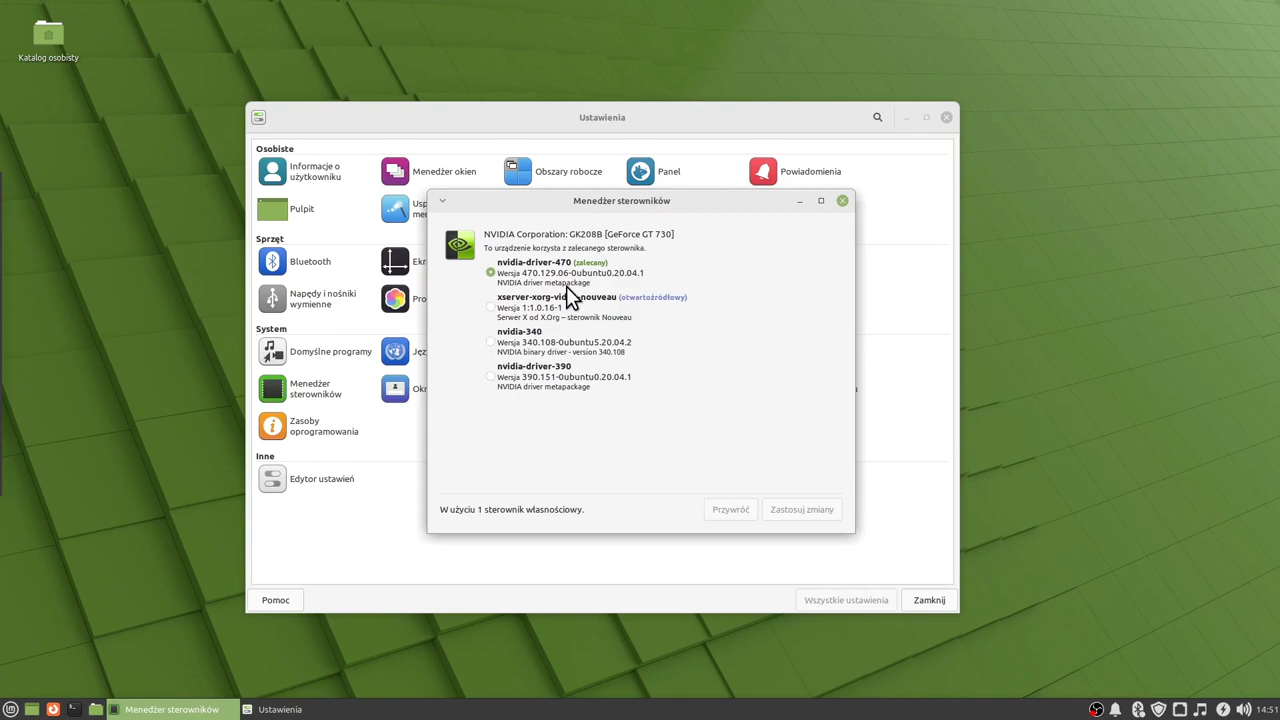 Katalog osobisty
Ustawienia
Osobiste
Informacje o
użytkowniku
Menedżer okien
Obszary robocze
Panel
Powiadomienia
Pulpit
Sprzęt
Bluetooth
Napędy i nośniki
wymienne
System
Domyślne programy
Menedżer
sterowników
Zasoby
oprogramowania
Inne
Edytor ustawień
Menedżer sterowników
NVIDIA Corporation: GK208B [GeForce GT 730]
To urządzenie korzysta z zalecanego sterownika.
nvidia-driver-470 (zalecany)
Wersja 470.129.06-0ubuntu0.20.04.1
NVIDIA driver metapackage
(otwartoźródłowy)
Wersja 1:1.0.16-1
Serwer X od X.Org – sterownik Nouveau
nvidia-340
Wersja 340.108-0ubuntu5.20.04.2
NVIDIA binary driver - version 340.108
nvidia-driver-390
Wersja 390.151-0ubuntu0.20.04.1
NVIDIA driver metapackage
W użyciu 1 sterownik własnościowy.
Przywróć
Zastosuj zmiany
Pomoc
Wszystkie ustawienia
Zamknij
Menedżer sterowników
Ustawienia
14:51